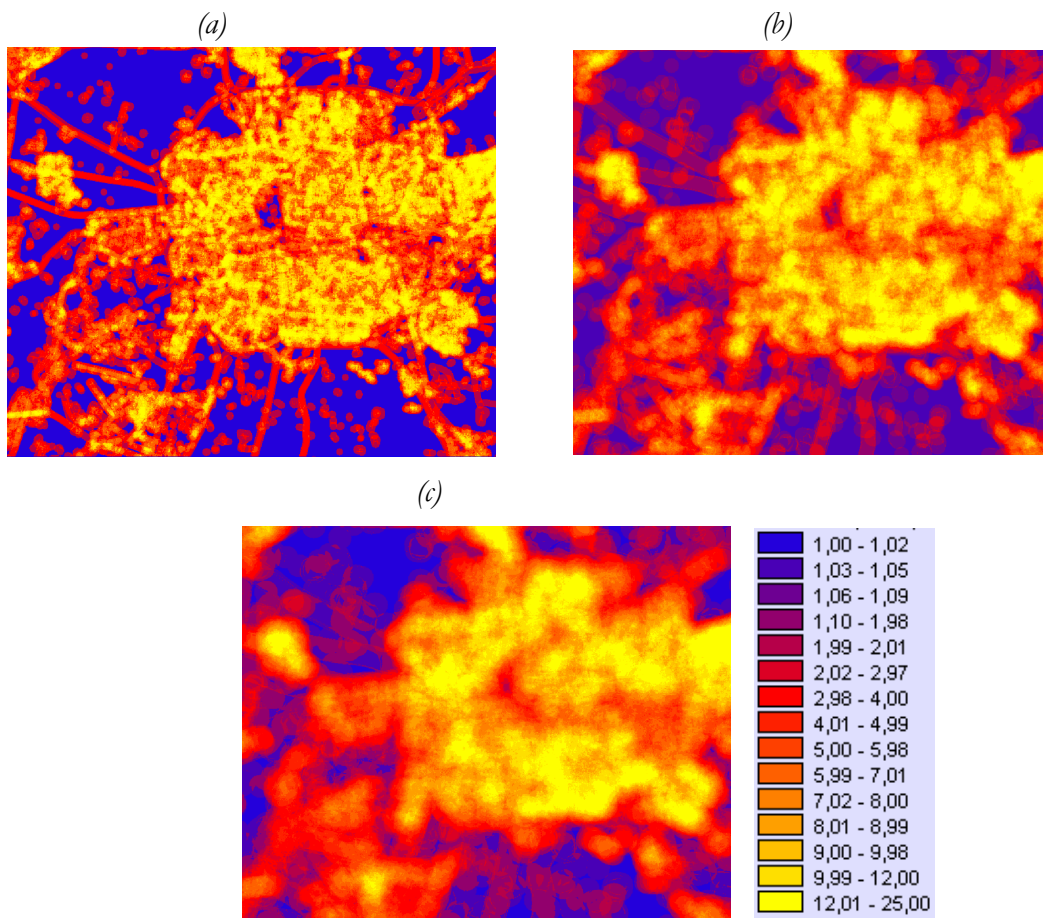 (a)
(b)
(c)
1,00 - 1,02
1,03 - 1,05
1,06 - 1,09
1,10 - 1,98
1,99 - 2,01
2,02 - 2,97
2,98 - 4,00
4,01 - 4,99
5,00 - 5,98
5,99 - 7,01
7,02 - 8,00
8,01 - 8,99
9,00 - 9,98
9,99 - 12,00
12,01 - 25,00